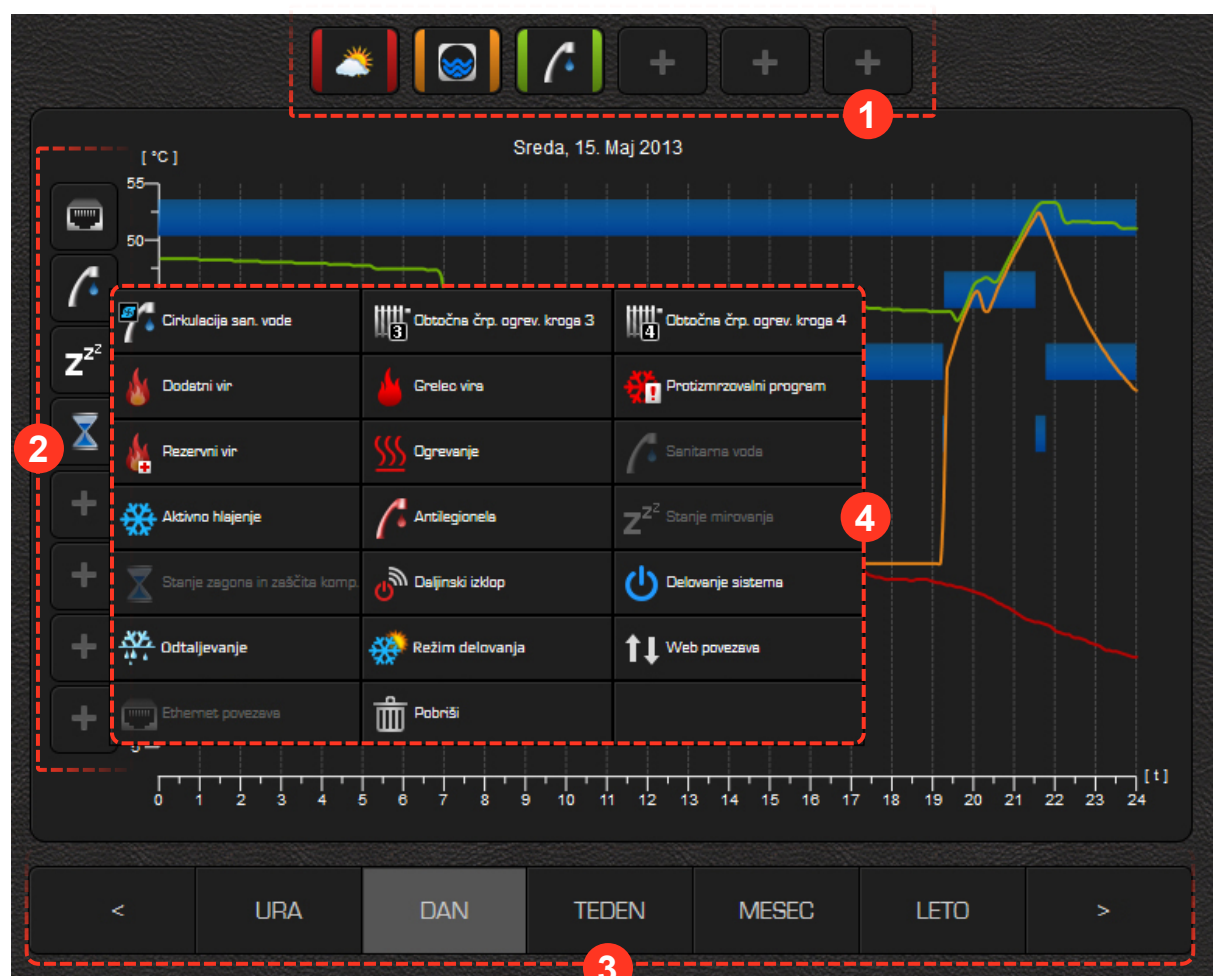 1
Sreda, 15. Maj 2013
[ °C ]
55
50
Cirkulacija san. vode
3 Obtočna črp. ogrev. kroga 3
4 Obtočna črp. ogrev. kroga 4
Dodatni vir
Grelec vira
! Protizmrzovalni program
zzz
2
Rezervni vir
Ogrevanje
Sanitarna voda
Aktivno hlajenje
Antilegionela
zzz Stanje mirovanja
4
Stanje zagona in zaščita komp.
Daljinski izklop
Delovanje sistema
Odtaljevanje
Režim delovanja
Web povezava
Ethernet povezava
Pobriši
[ t ]
0 1 2 3 4 5 6 7 8 9 10 11 12 13 14 15 16 17 18 19 20 21 22 23 24
< URA DAN TEDEN MESEC LETO >
3